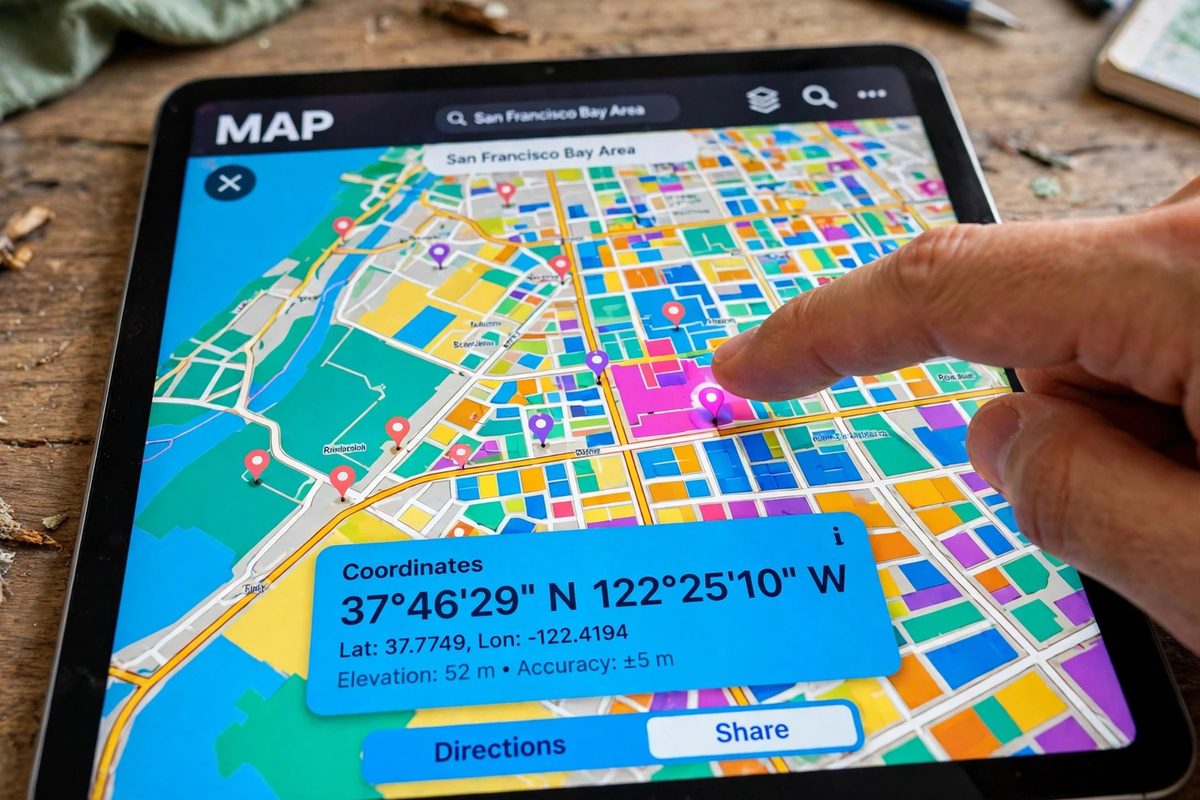 MAP
San Francisco Bay Area
San Francisco Bay Area
Coordinates
i
37°46'29" N 122°25'10" W
Lat: 37.7749, Lon: -122.4194
Elevation: 52 m • Accuracy: ±5 m
Directions
Share